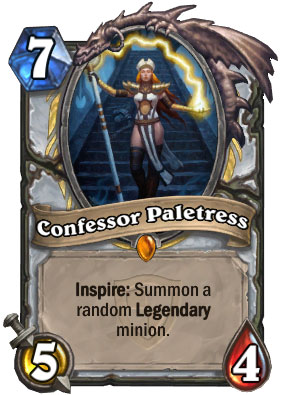 7
Confessor Paletress
Inspire: Summon a
random Legendary
minion.
5
4